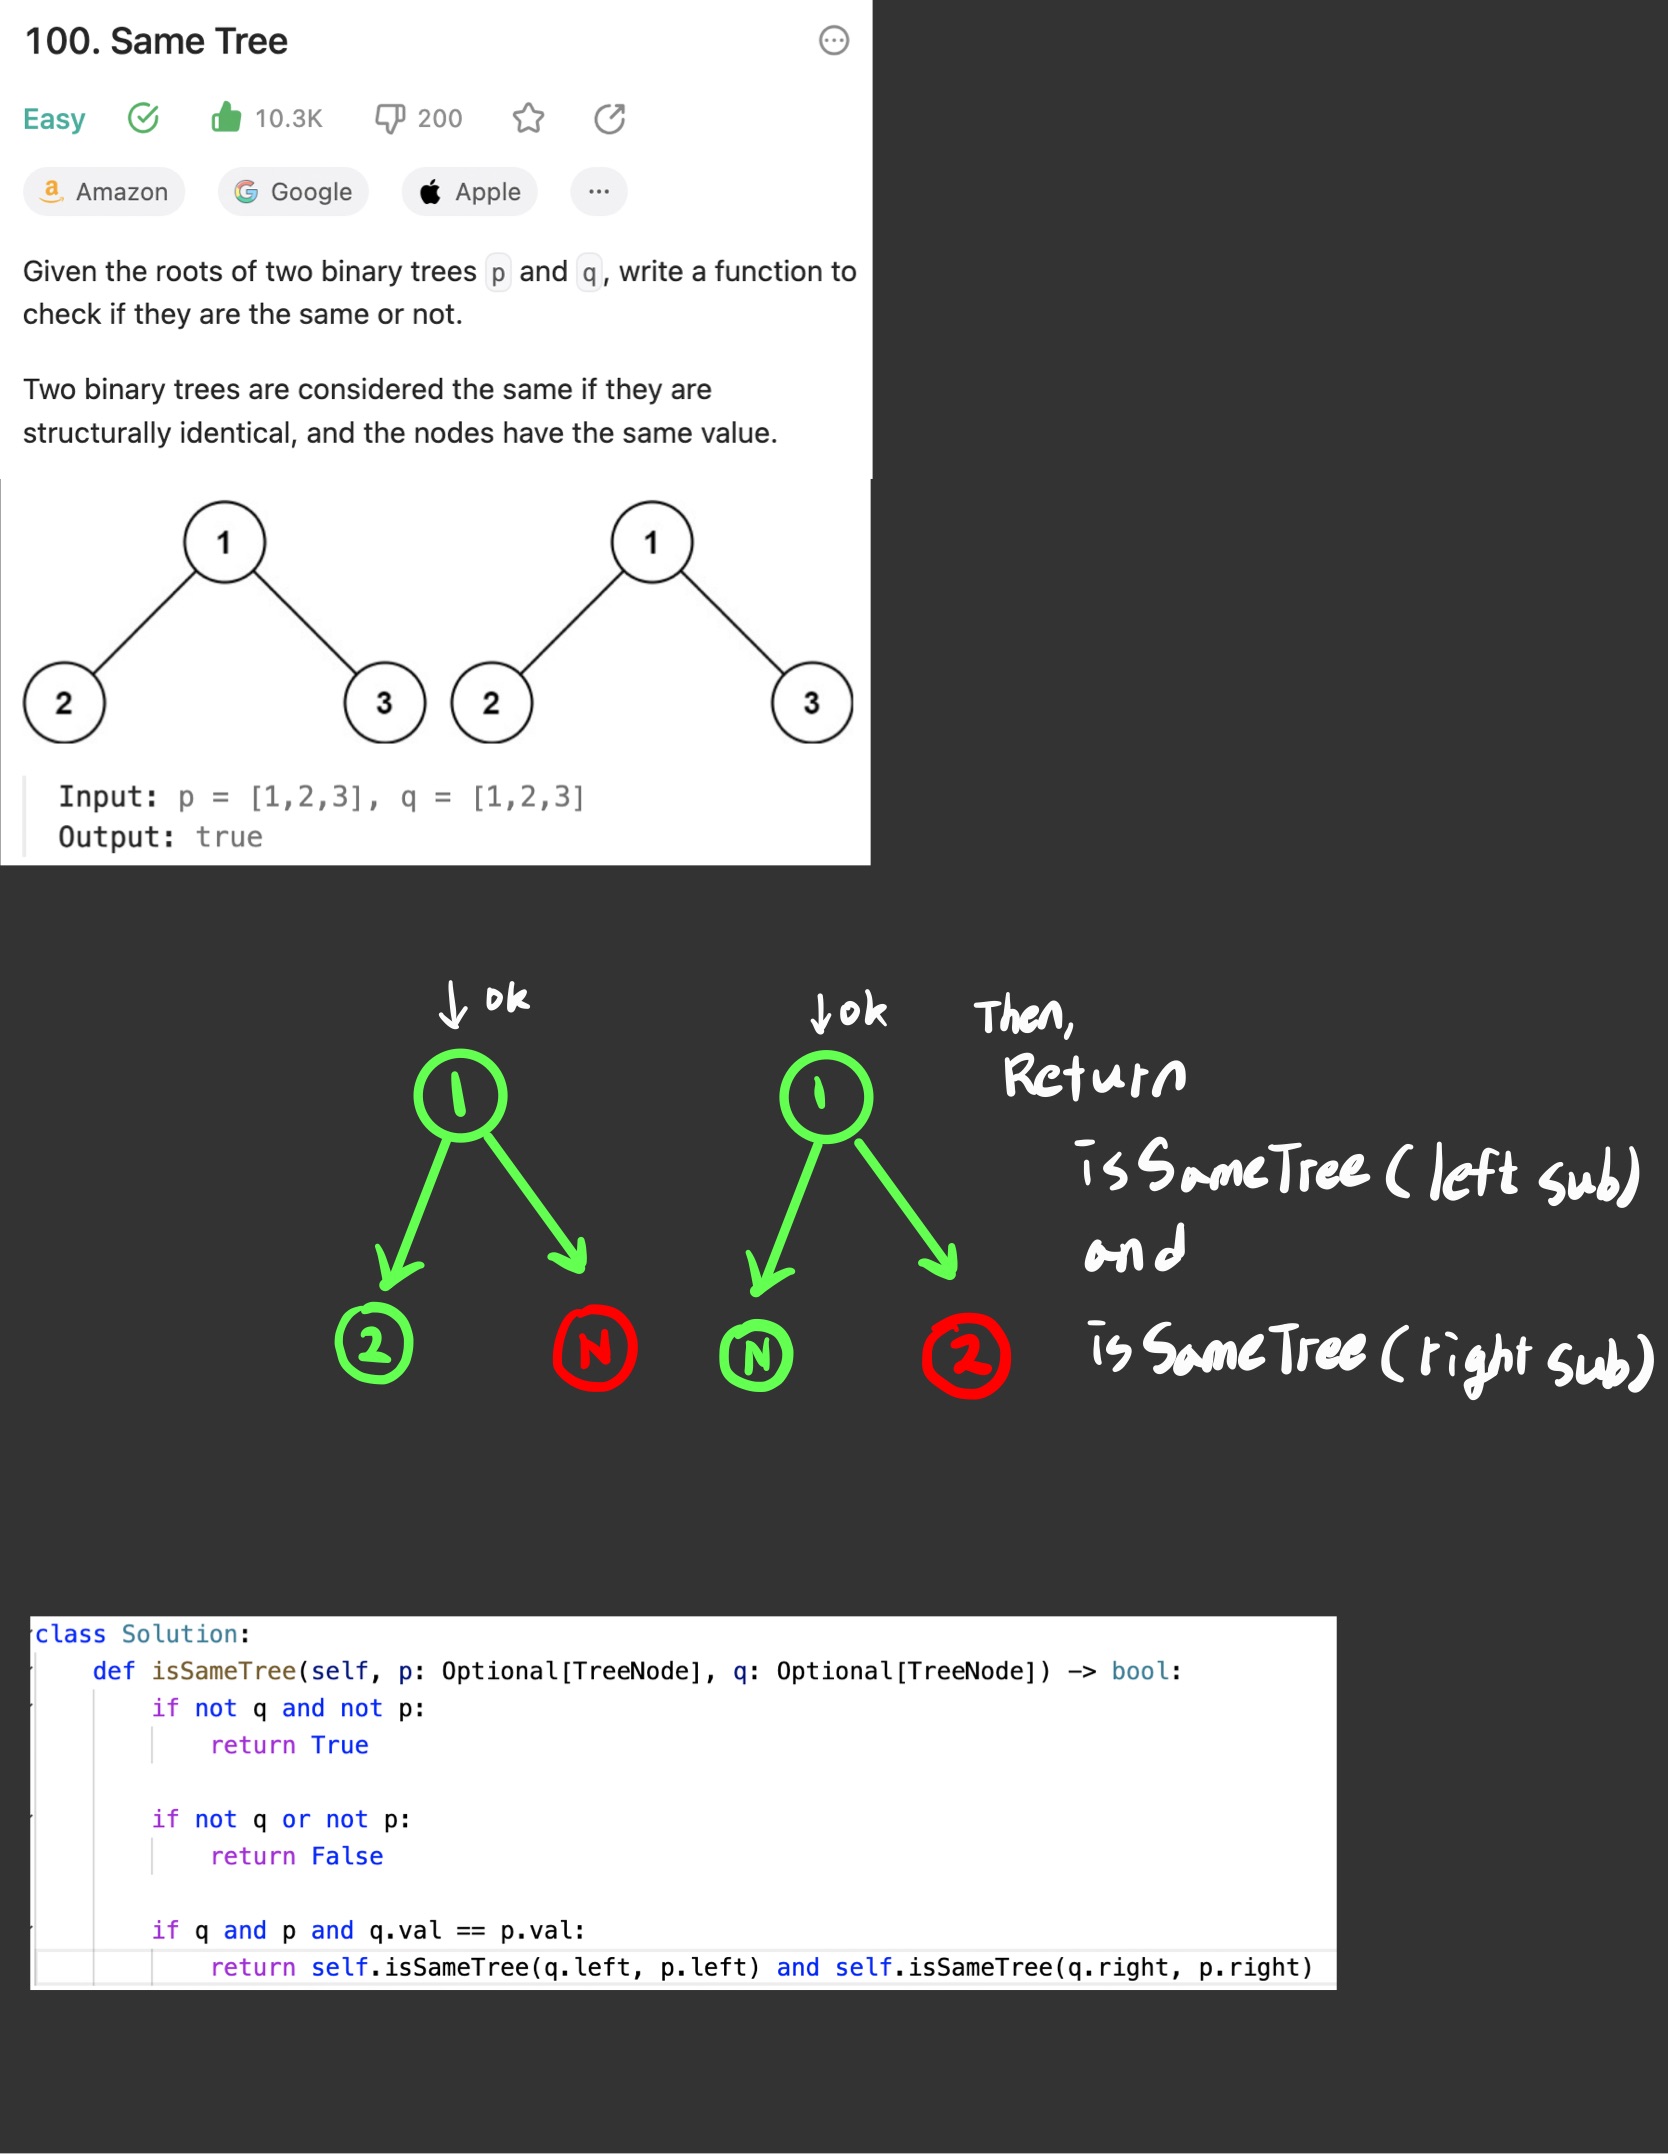 100. Same Tree
Easy 10.3K 200
Amazon Google Apple ...
Given the roots of two binary trees p and q, write a function to
check if they are the same or not.
Two binary trees are considered the same if they are
structurally identical, and the nodes have the same value.
1 1
2 3 2 3
Input: p = [1,2,3], q = [1,2,3]
Output: true
ok ok Then,
Return
1 1
isSameTree(left sub)
and
2 N N 2 isSameTree(right sub)
class Solution:
    def isSameTree(self, p: Optional[TreeNode], q: Optional[TreeNode]) -> bool:
        if not q and not p:
            return True
        if not q or not p:
            return False
        if q and p and q.val == p.val:
            return self.isSameTree(q.left, p.left) and self.isSameTree(q.right, p.right)